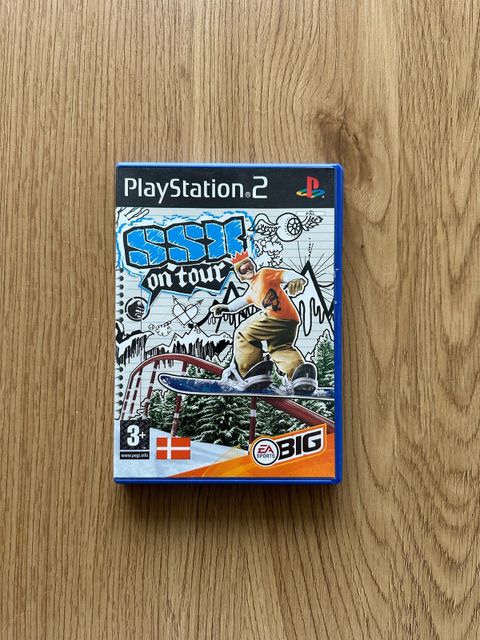 PlayStation®2
SSX
on tour
3+
www.pegi.info
EA
SPORTS
BIG